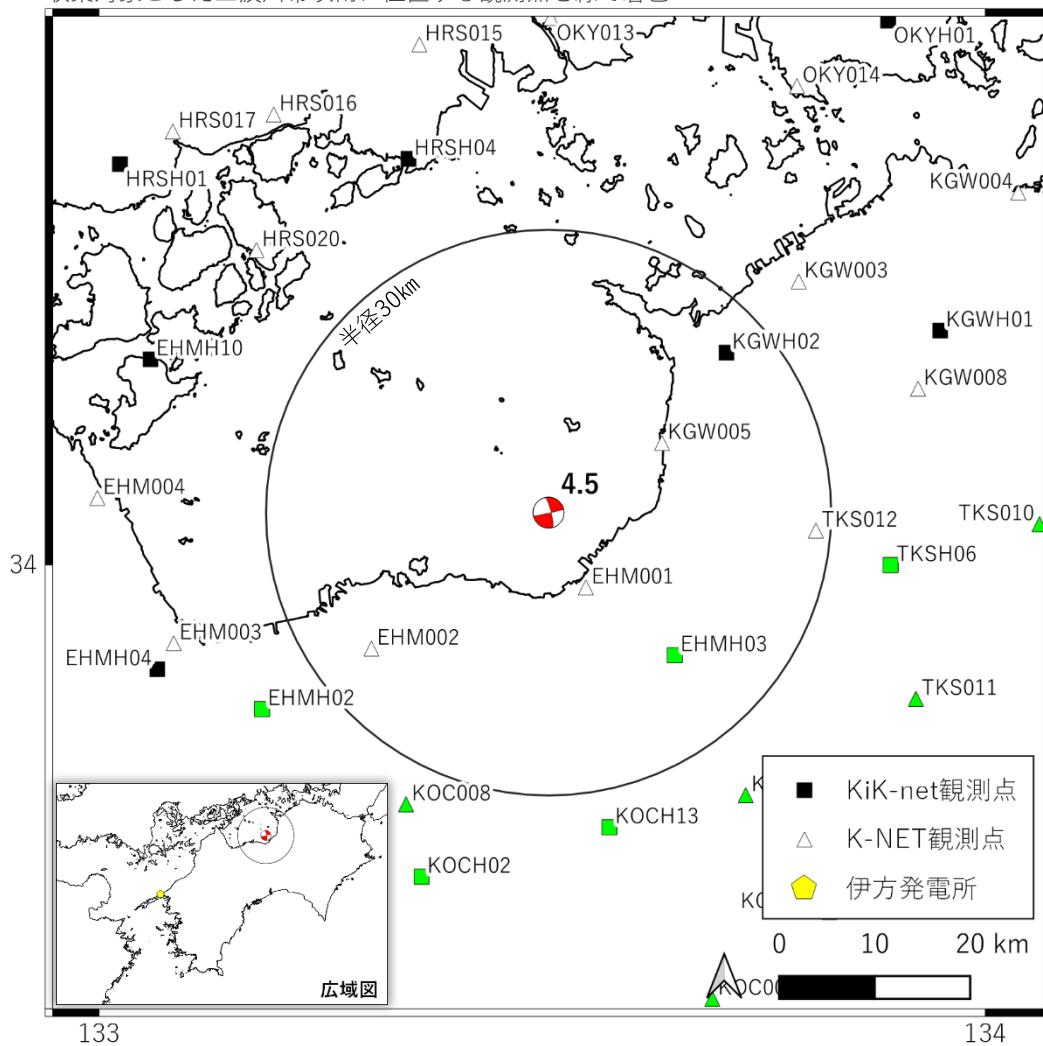 HRS015
OKY013
OKYH01
OKY014
HRS016
HRS017
HRSH04
HRSH01
KGW004
HRS020
KGW003
半径30km
KGWH01
EHMH10
KGWH02
KGW008
KGW005
4.5
EHM004
TKS012
TKS010
34
TKSH06
EHM001
EHM003
EHM002
EHMH04
EHMH03
EHMH02
TKS011
KOC008
KiK-net観測点
KOCH13
K-NET観測点
KOCH02
伊方発電所
0 10 20 km
広域図
133
134